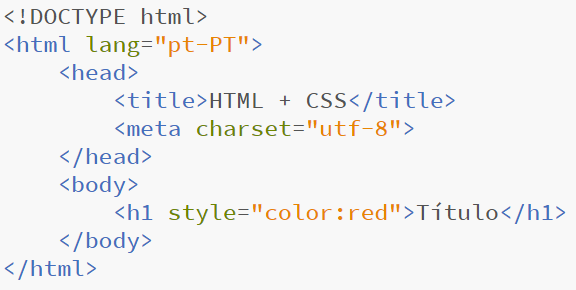 <!DOCTYPE html>
<html lang="pt-PT">
    <head>
        <title>HTML + CSS</title>
        <meta charset="utf-8">
    </head>
    <body>
        <h1 style="color:red">Título</h1>
    </body>
</html>